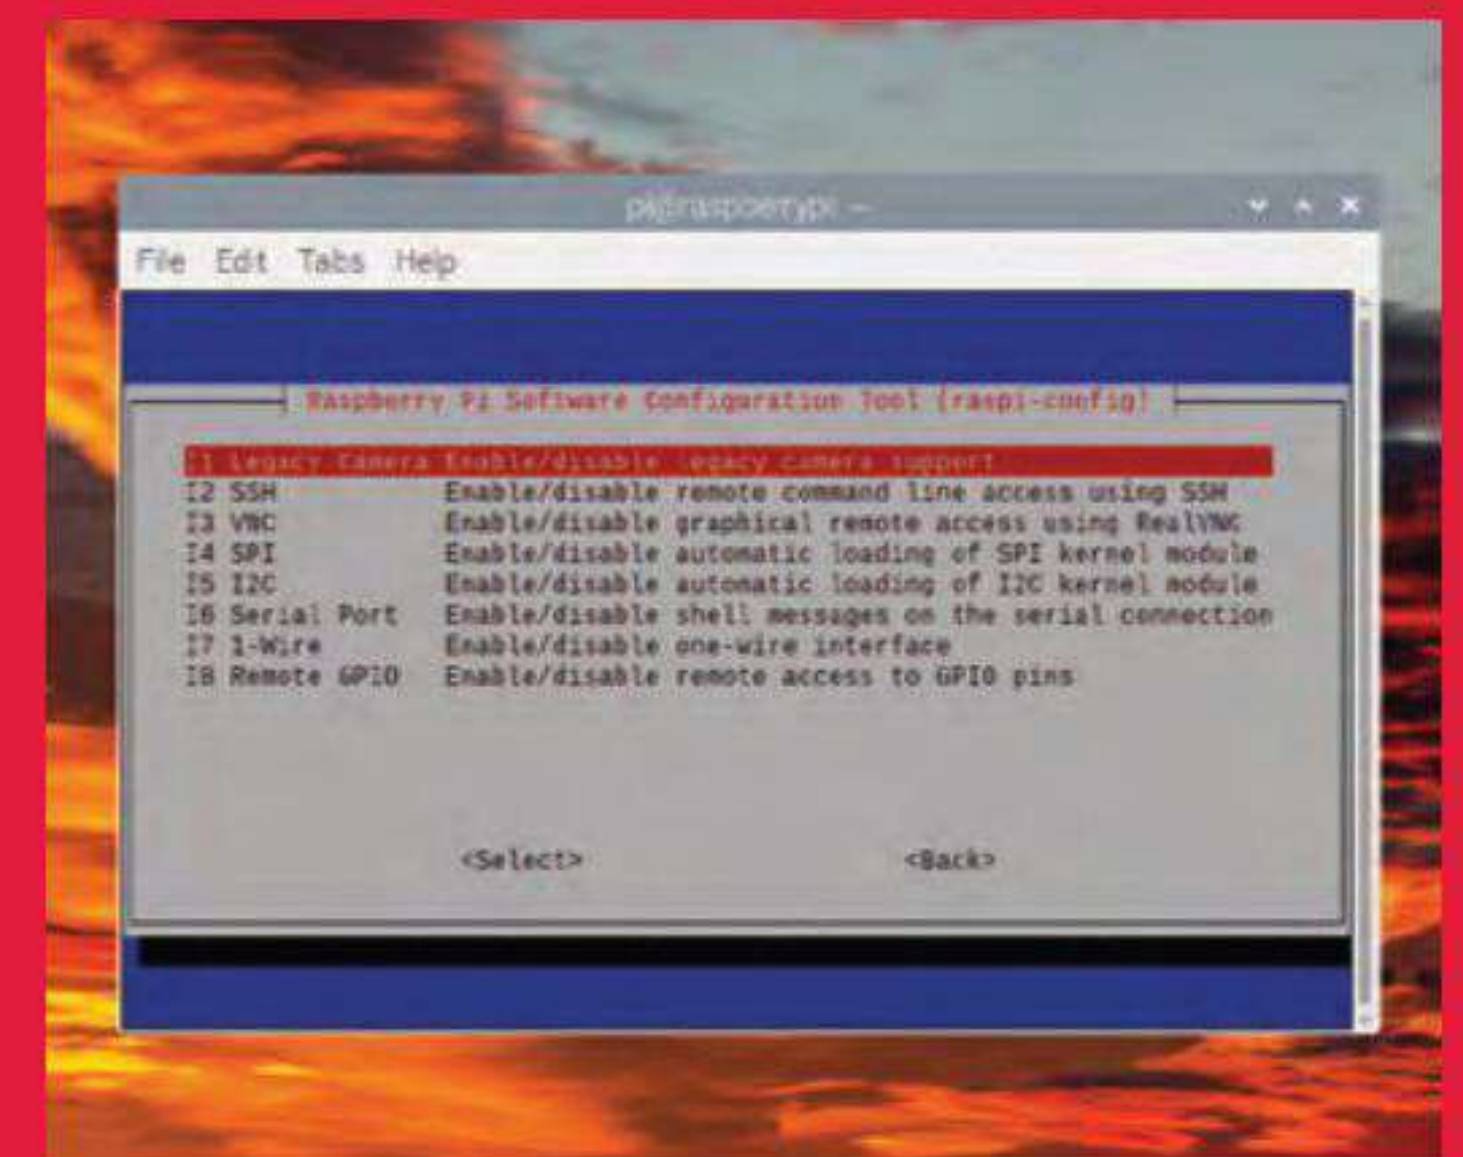 pi@raspberrypi: ~
File Edit Tabs Help
Raspberry Pi Software Configuration Tool (raspi-config)
I1 Legacy Camera Enable/disable legacy camera support
I2 SSH Enable/disable remote command line access using SSH
I3 VNC Enable/disable graphical remote access using RealVNC
I4 SPI Enable/disable automatic loading of SPI kernel module
I5 I2C Enable/disable automatic loading of I2C kernel module
I6 Serial Port Enable/disable shell messages on the serial connection
I7 1-Wire Enable/disable one-wire interface
I8 Remote GPIO Enable/disable remote access to GPIO pins
<Select> <Back>